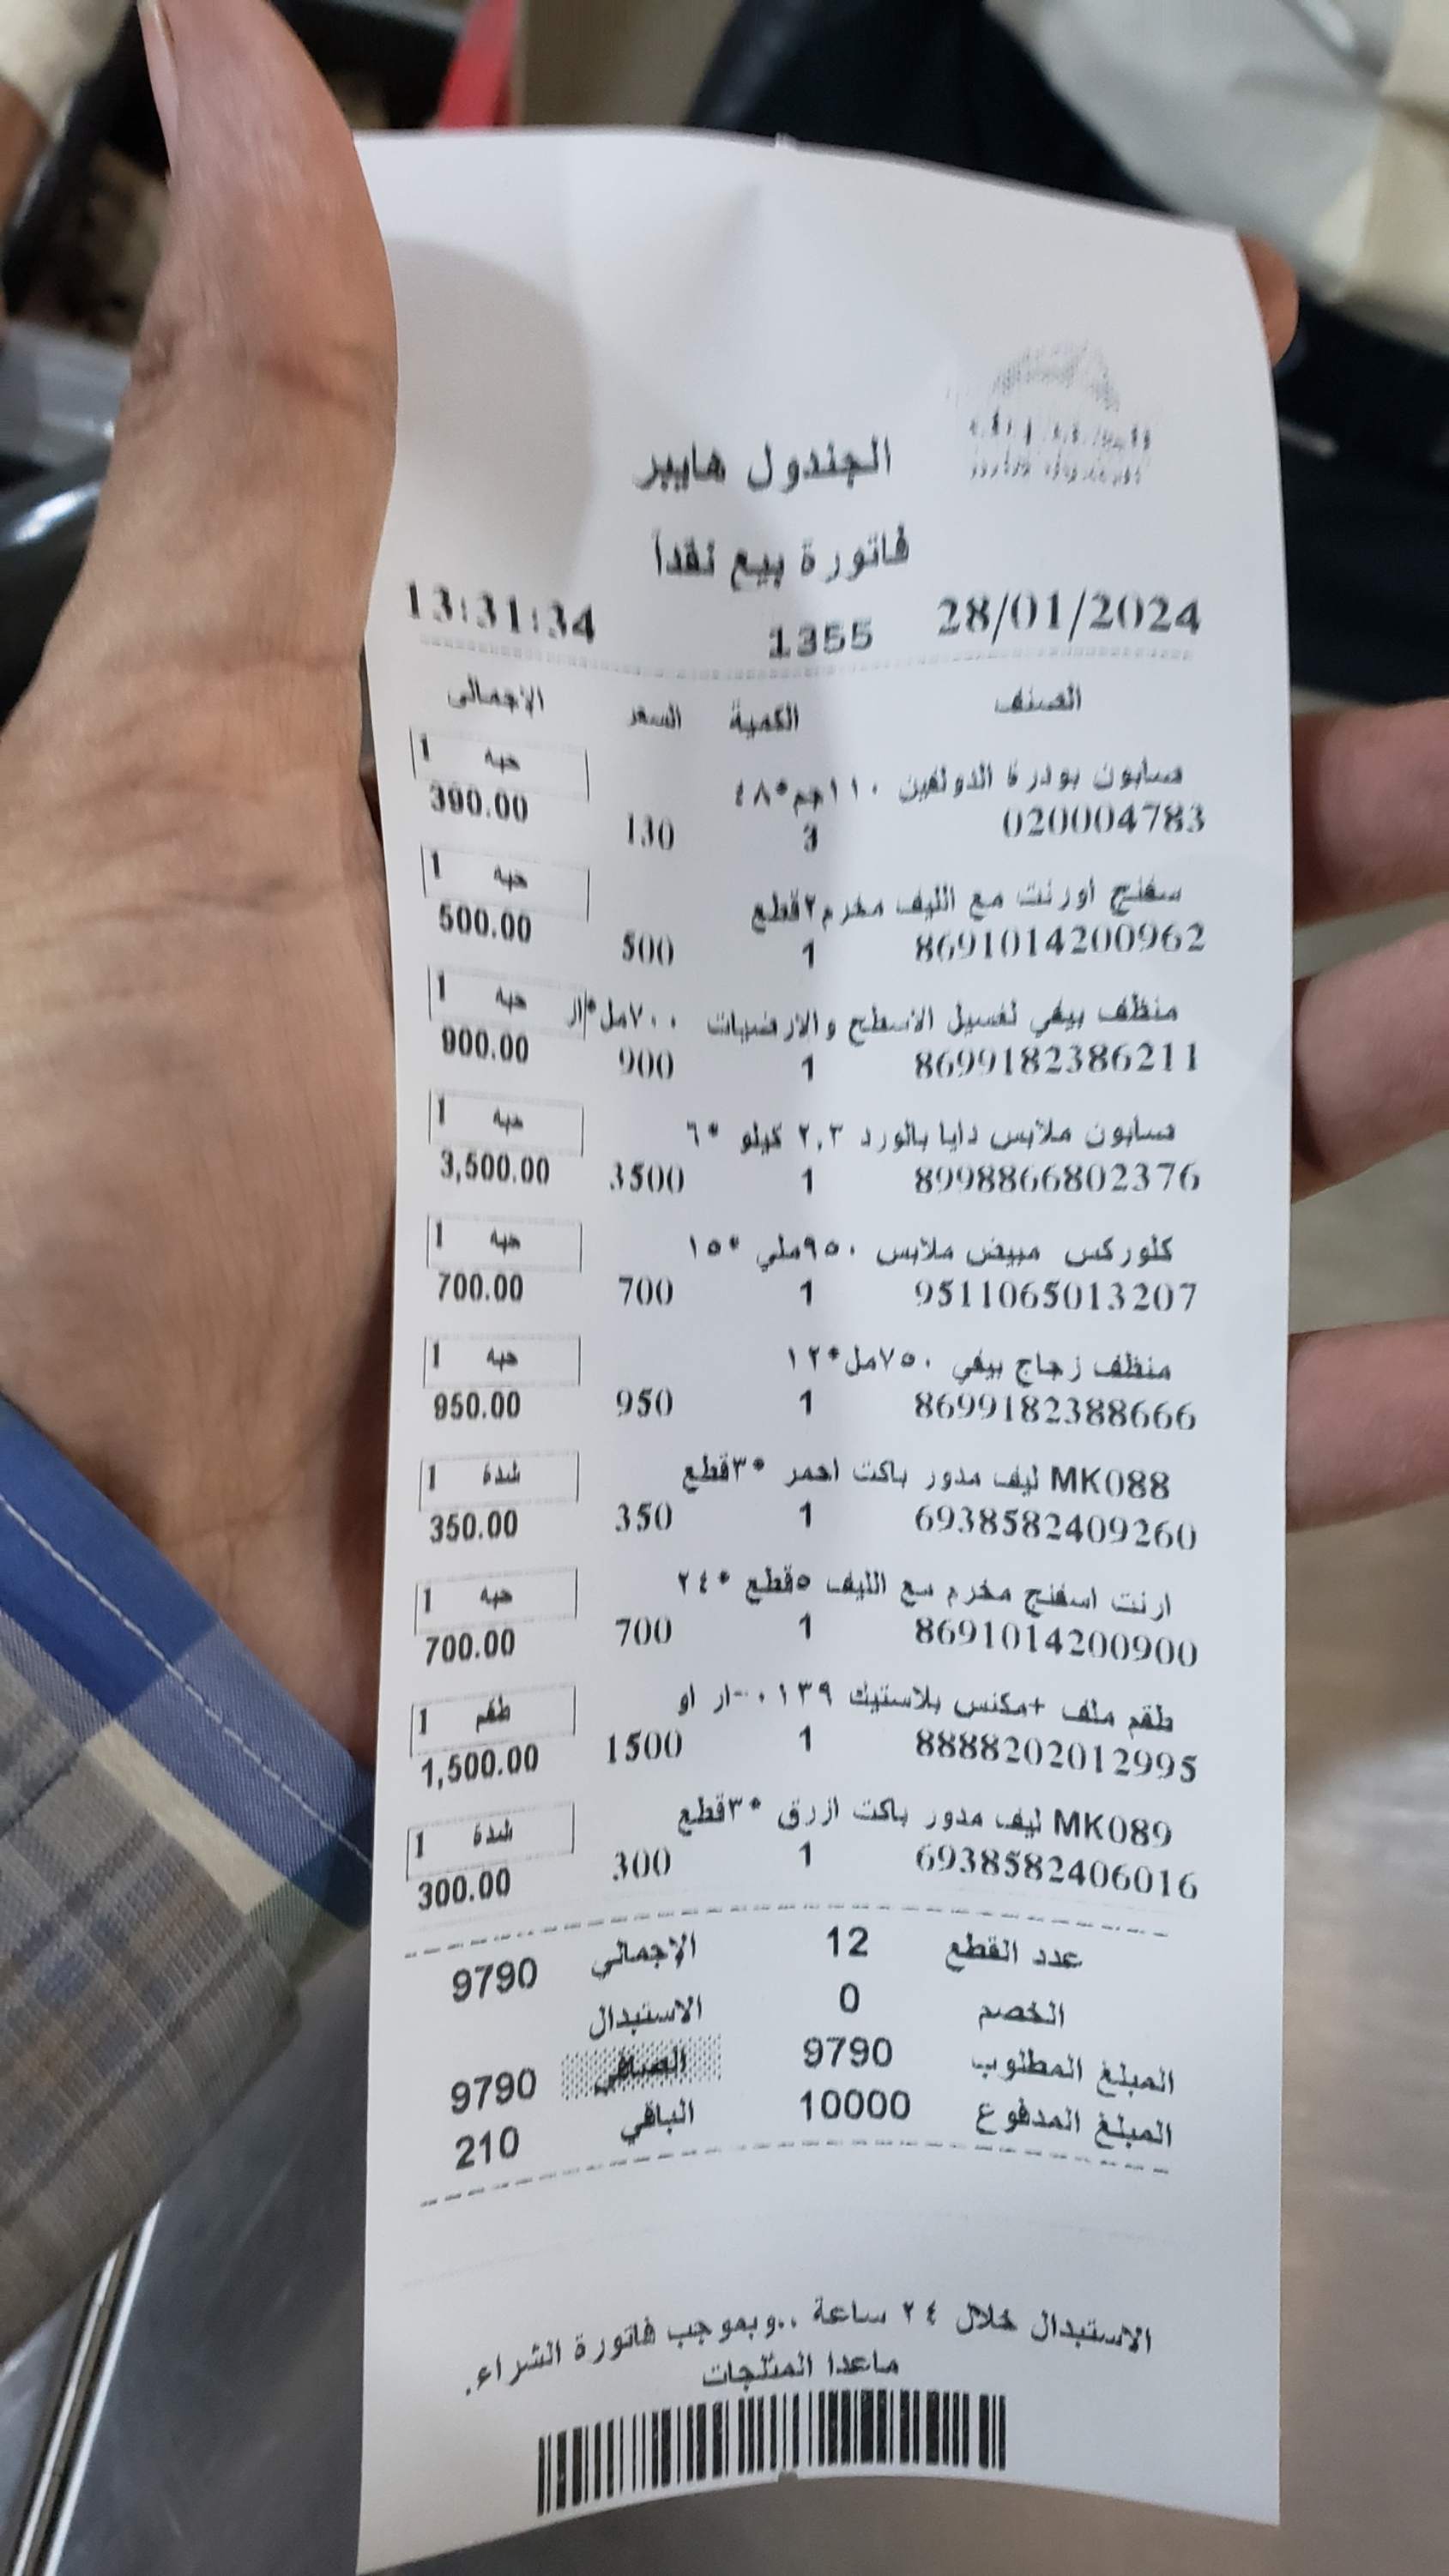 الجندول هايبر
فاتورة بيع نقداً
28/01/2024 1355 13:31:34
الصنف الكمية السعر الإجمالي
صابون بودرة الدولفين ١١٠جم*٤٨ حبه 1
020004783 3 130 390.00
سفنج اورنت مع الليف مخرم٢قطع حبه 1
8691014200962 1 500 500.00
منظف بيفي لغسيل الاسطح والارضيات ٧٠٠مل*ال حبه 1
8699182386211 1 900 900.00
صابون ملابس دايا بالورد ٢,٣ كيلو *٦ حبه 1
8998866802376 1 3500 3,500.00
كلوركس مبيض ملابس ٩٥٠ملي *١٥ حبه 1
9511065013207 1 700 700.00
منظف زجاج بيفي ٧٥٠مل*١٢ حبه 1
8699182388666 1 950 950.00
MK088 ليف مدور باكت احمر *٣قطع شدة 1
6938582409260 1 350 350.00
ارنت اسفنج مخرم مع الليف ٥قطع *٢٤ حبه 1
8691014200900 1 700 700.00
طقم ملف +مكنس بلاستيك ٠١٣٩-ار او طقم 1
8888202012995 1 1500 1,500.00
MK089 ليف مدور باكت ازرق *٣قطع شدة 1
6938582406016 1 300 300.00
عدد القطع 12 الإجمالي 9790
الخصم 0 الاستبدال
المبلغ المطلوب 9790 الصافي 9790
المبلغ المدفوع 10000 الباقي 210
الاستبدال خلال ٢٤ ساعة ..وبموجب فاتورة الشراء.
ماعدا المثلجات